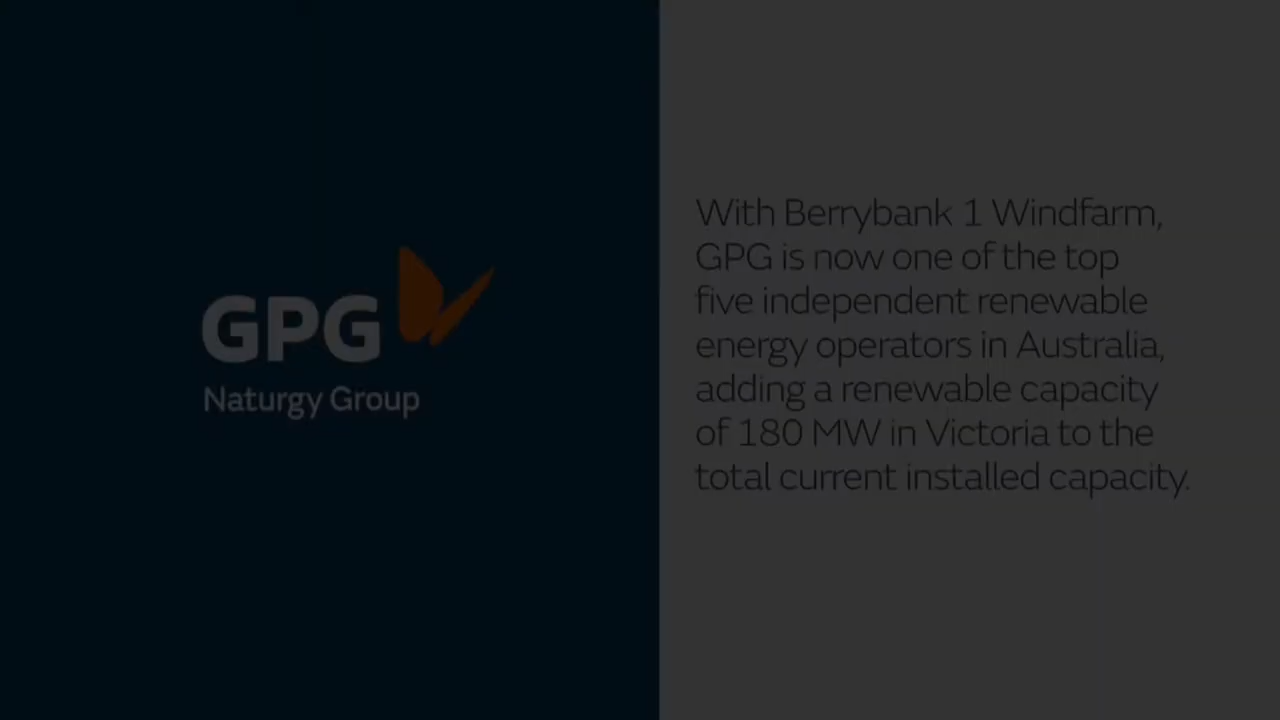 GPG
Naturgy Group
With Berrybank 1 Windfarm,
GPG is now one of the top
five independent renewable
energy operators in Australia,
adding a renewable capacity
of 180 MW in Victoria to the
total current installed capacity.